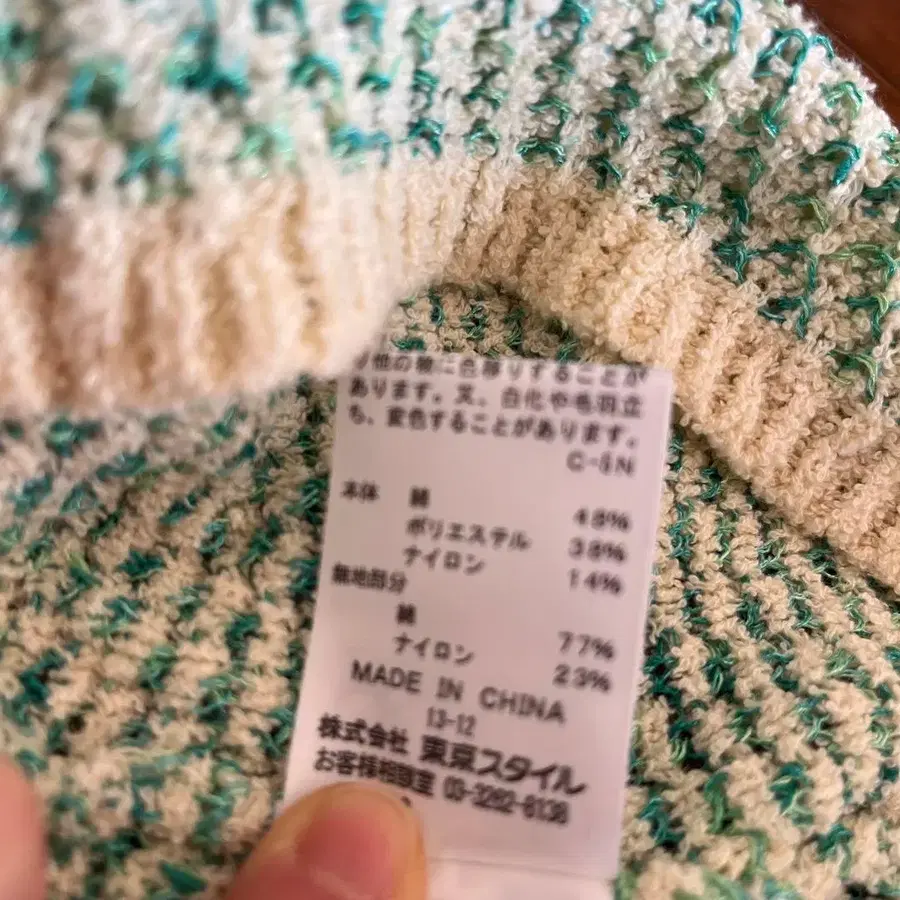 り他の物に色移りすることが
あります。又、白化や毛羽立
ち、変色することがあります。
C-5N
本体 綿 48%
ポリエステル 38%
ナイロン 14%
無地部分
綿 77%
ナイロン 23%
MADE IN CHINA
13-12
株式会社 東京スタイル
お客様相談室 03-3262-8138